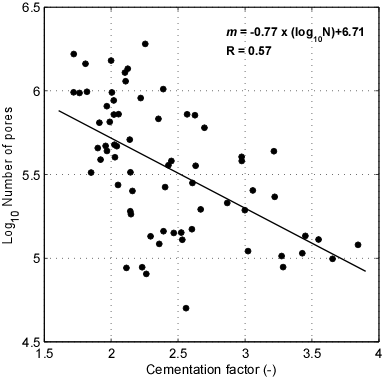 6.5
m = -0.77 x (log10N)+6.71
R = 0.57
6
5.5
5
4.5
Log10 Number of pores
1.5 2 2.5 3 3.5 4
Cementation factor (-)